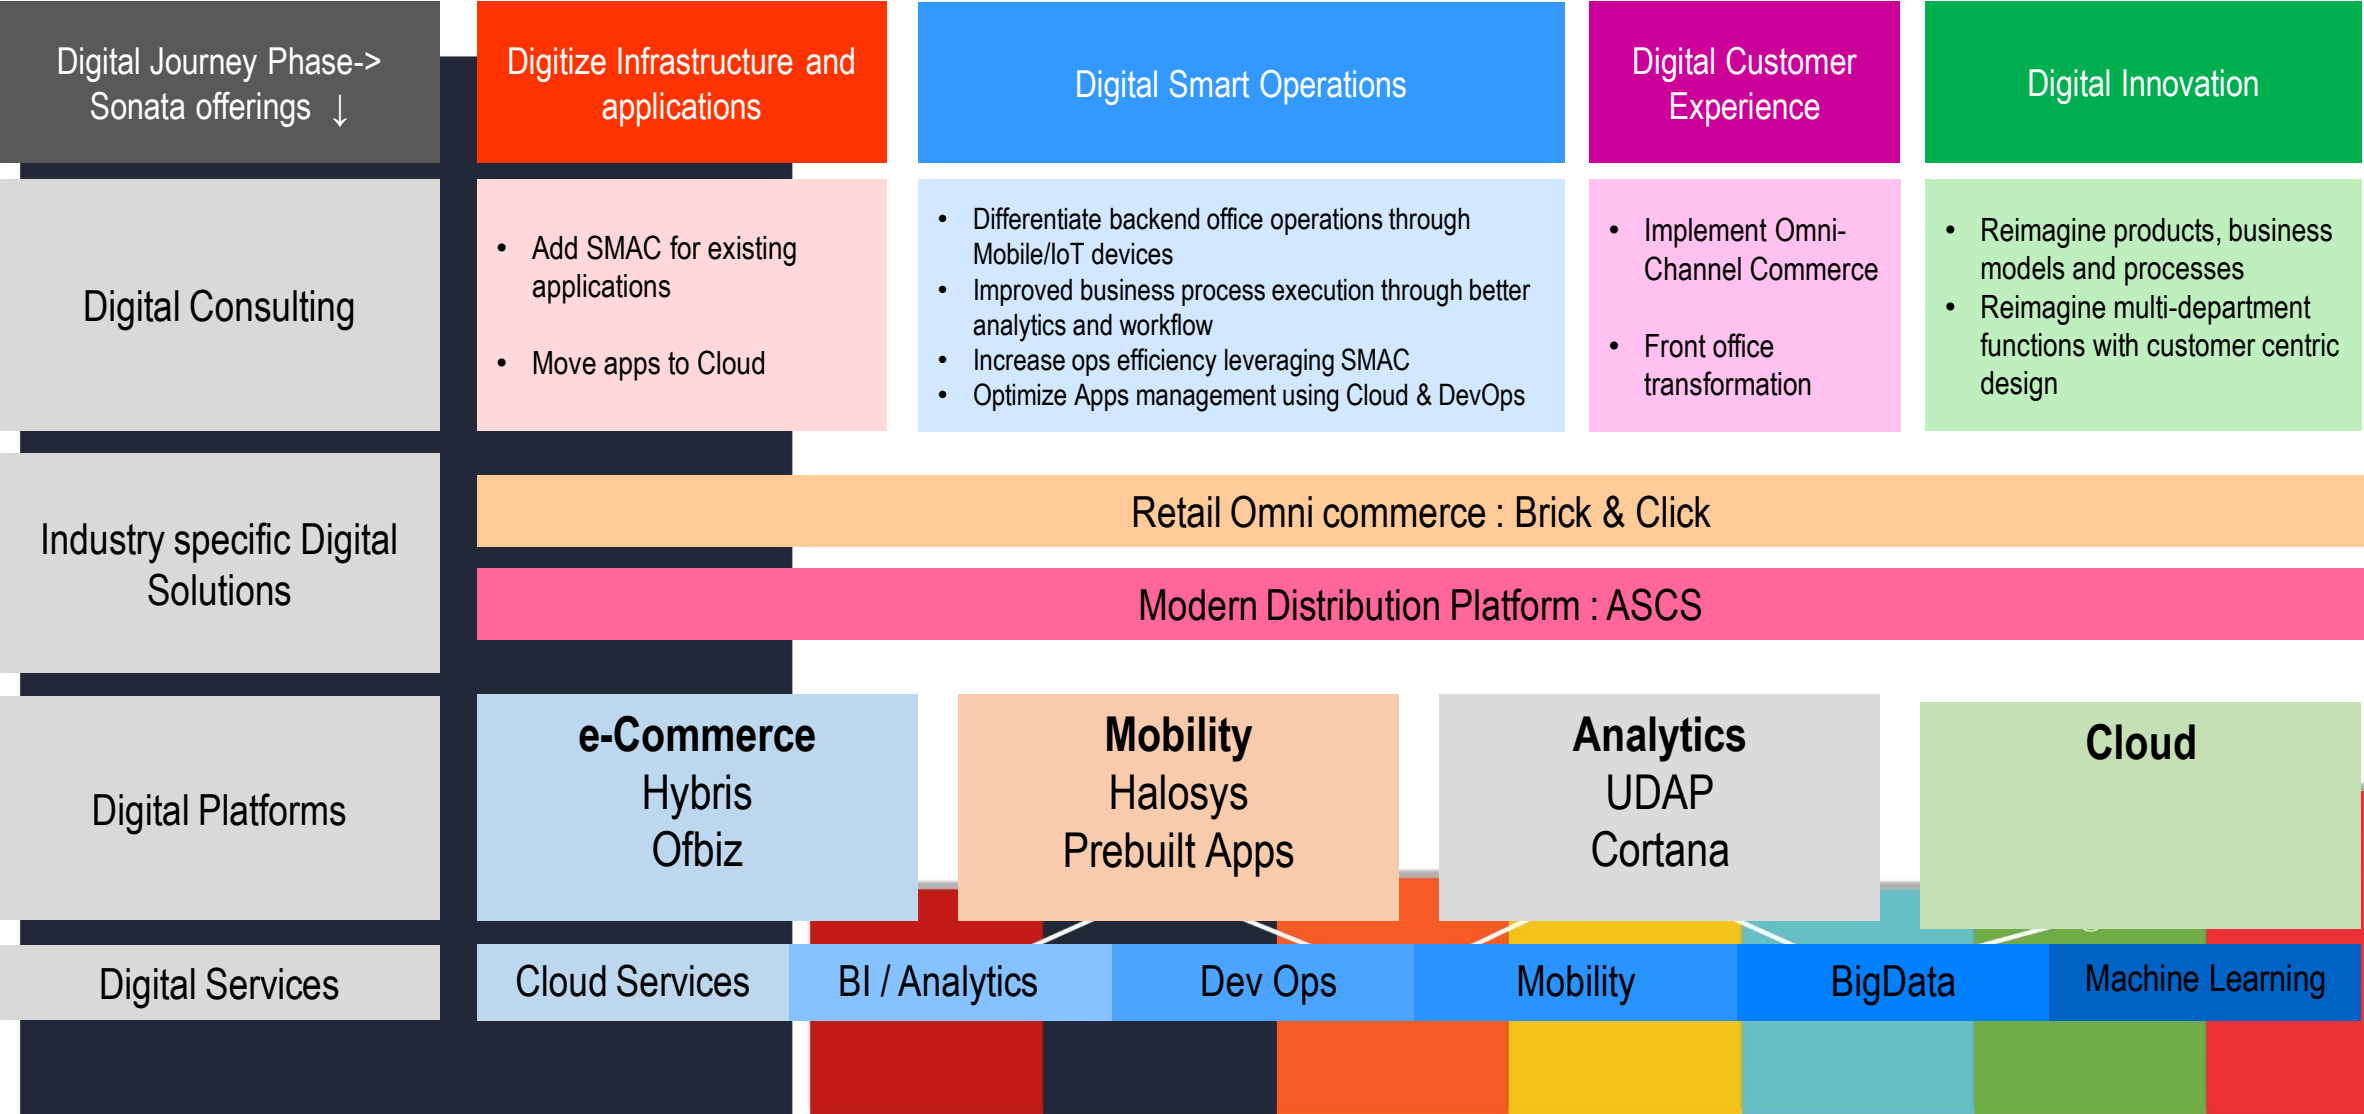 Digital Journey Phase->
Sonata offerings ↓
Digitize Infrastructure and
applications
Digital Smart Operations
Digital Customer
Experience
Digital Innovation
Digital Consulting
• Add SMAC for existing
applications
• Move apps to Cloud
• Differentiate backend office operations through
Mobile/IoT devices
• Improved business process execution through better
analytics and workflow
• Increase ops efficiency leveraging SMAC
• Optimize Apps management using Cloud & DevOps
• Implement Omni-
Channel Commerce
• Front office
transformation
• Reimagine products, business
models and processes
• Reimagine multi-department
functions with customer centric
design
Industry specific Digital
Solutions
Retail Omni commerce : Brick & Click
Modern Distribution Platform : ASCS
Digital Platforms
e-Commerce
Hybris
Ofbiz
Mobility
Halosys
Prebuilt Apps
Analytics
UDAP
Cortana
Cloud
Digital Services
Cloud Services
BI / Analytics
Dev Ops
Mobility
BigData
Machine Learning